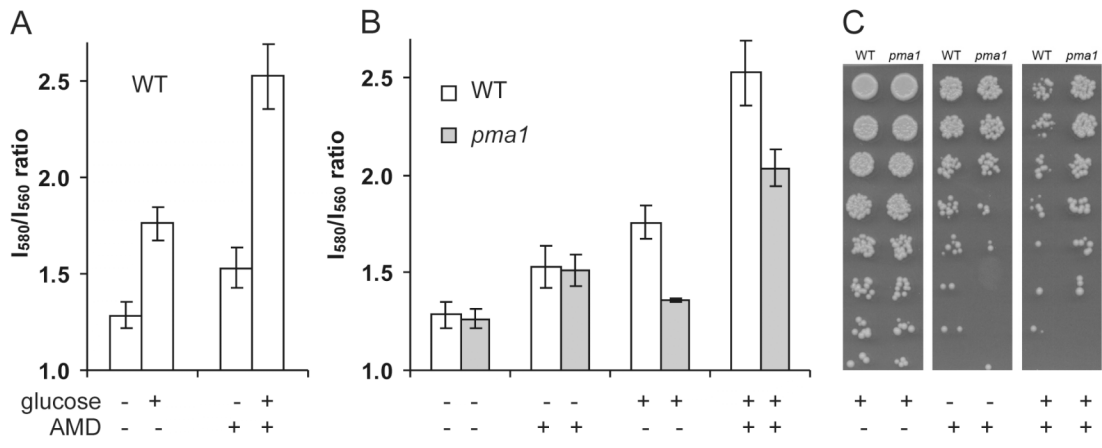 A
B
C
WT
WT
pma1
I580/I560 ratio
2.5
2.0
1.5
1.0
I580/I560 ratio
2.5
2.0
1.5
1.0
WT pma1 WT pma1 WT pma1
glucose - + - + - - - - + + + + + + - - + +
AMD - - + + - - + + - - + + - - + + + +